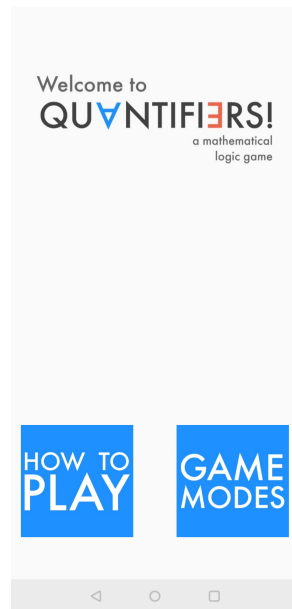 Welcome to
QU∀NTIFI∃RS!
a mathematical
logic game
HOW TO
PLAY
GAME
MODES